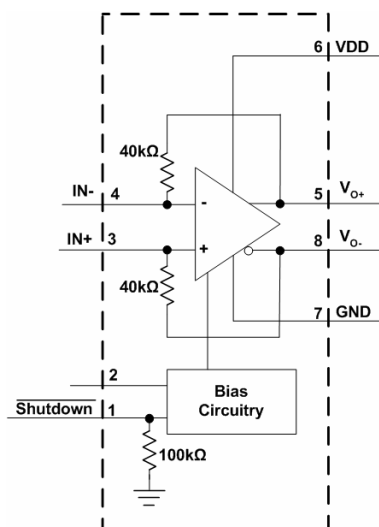 6 VDD
40kΩ
IN- 4
-
5 VO+
IN+ 3
+
8 VO-
40kΩ
7 GND
2
Bias
Circuitry
Shutdown 1
100kΩ